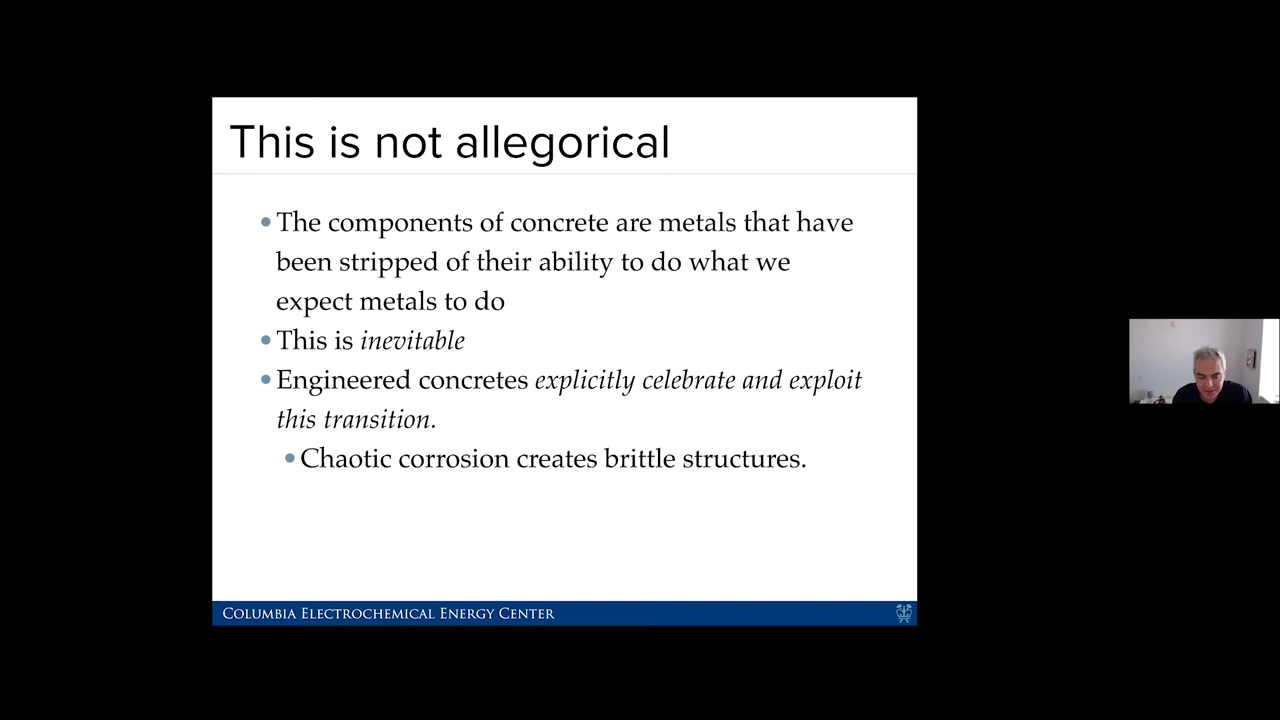 This is not allegorical
•The components of concrete are metals that have
been stripped of their ability to do what we
expect metals to do
•This is inevitable
•Engineered concretes explicitly celebrate and exploit
this transition.
•Chaotic corrosion creates brittle structures.
COLUMBIA ELECTROCHEMICAL ENERGY CENTER